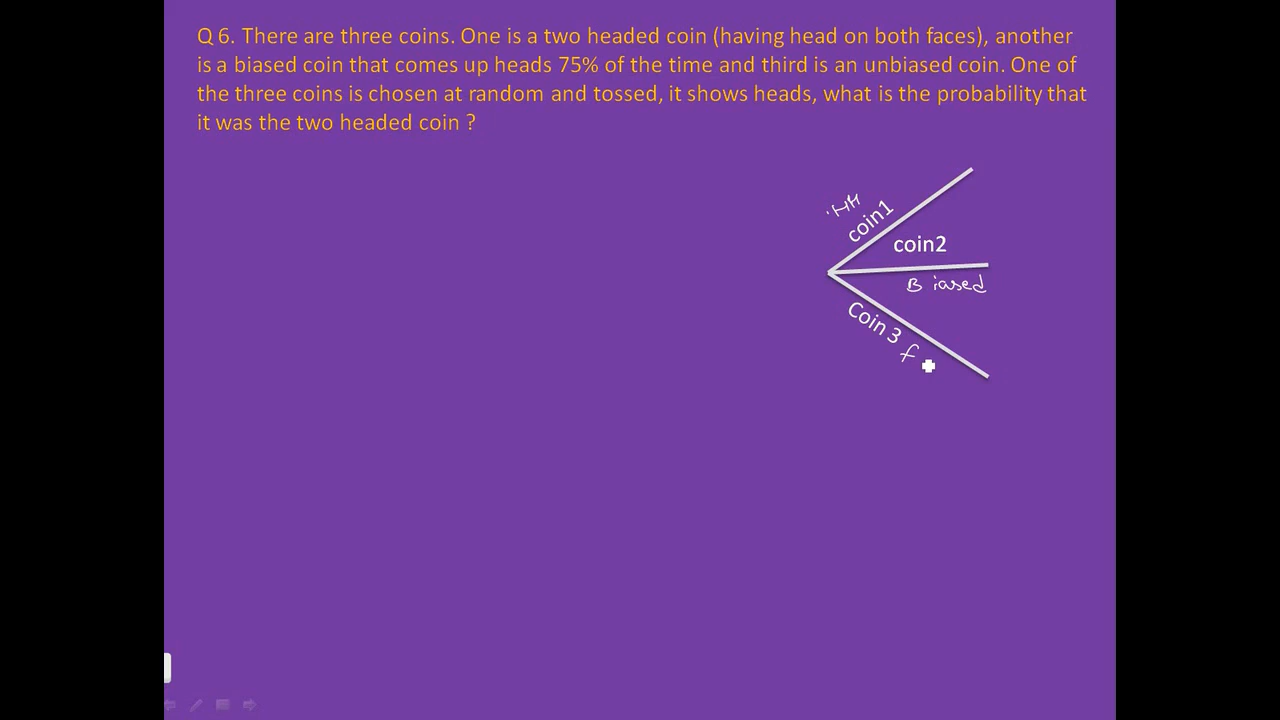 Q 6. There are three coins. One is a two headed coin (having head on both faces), another
is a biased coin that comes up heads 75% of the time and third is an unbiased coin. One of
the three coins is chosen at random and tossed, it shows heads, what is the probability that
it was the two headed coin ?
HH
coin1
coin2
Biased
Coin 3 f